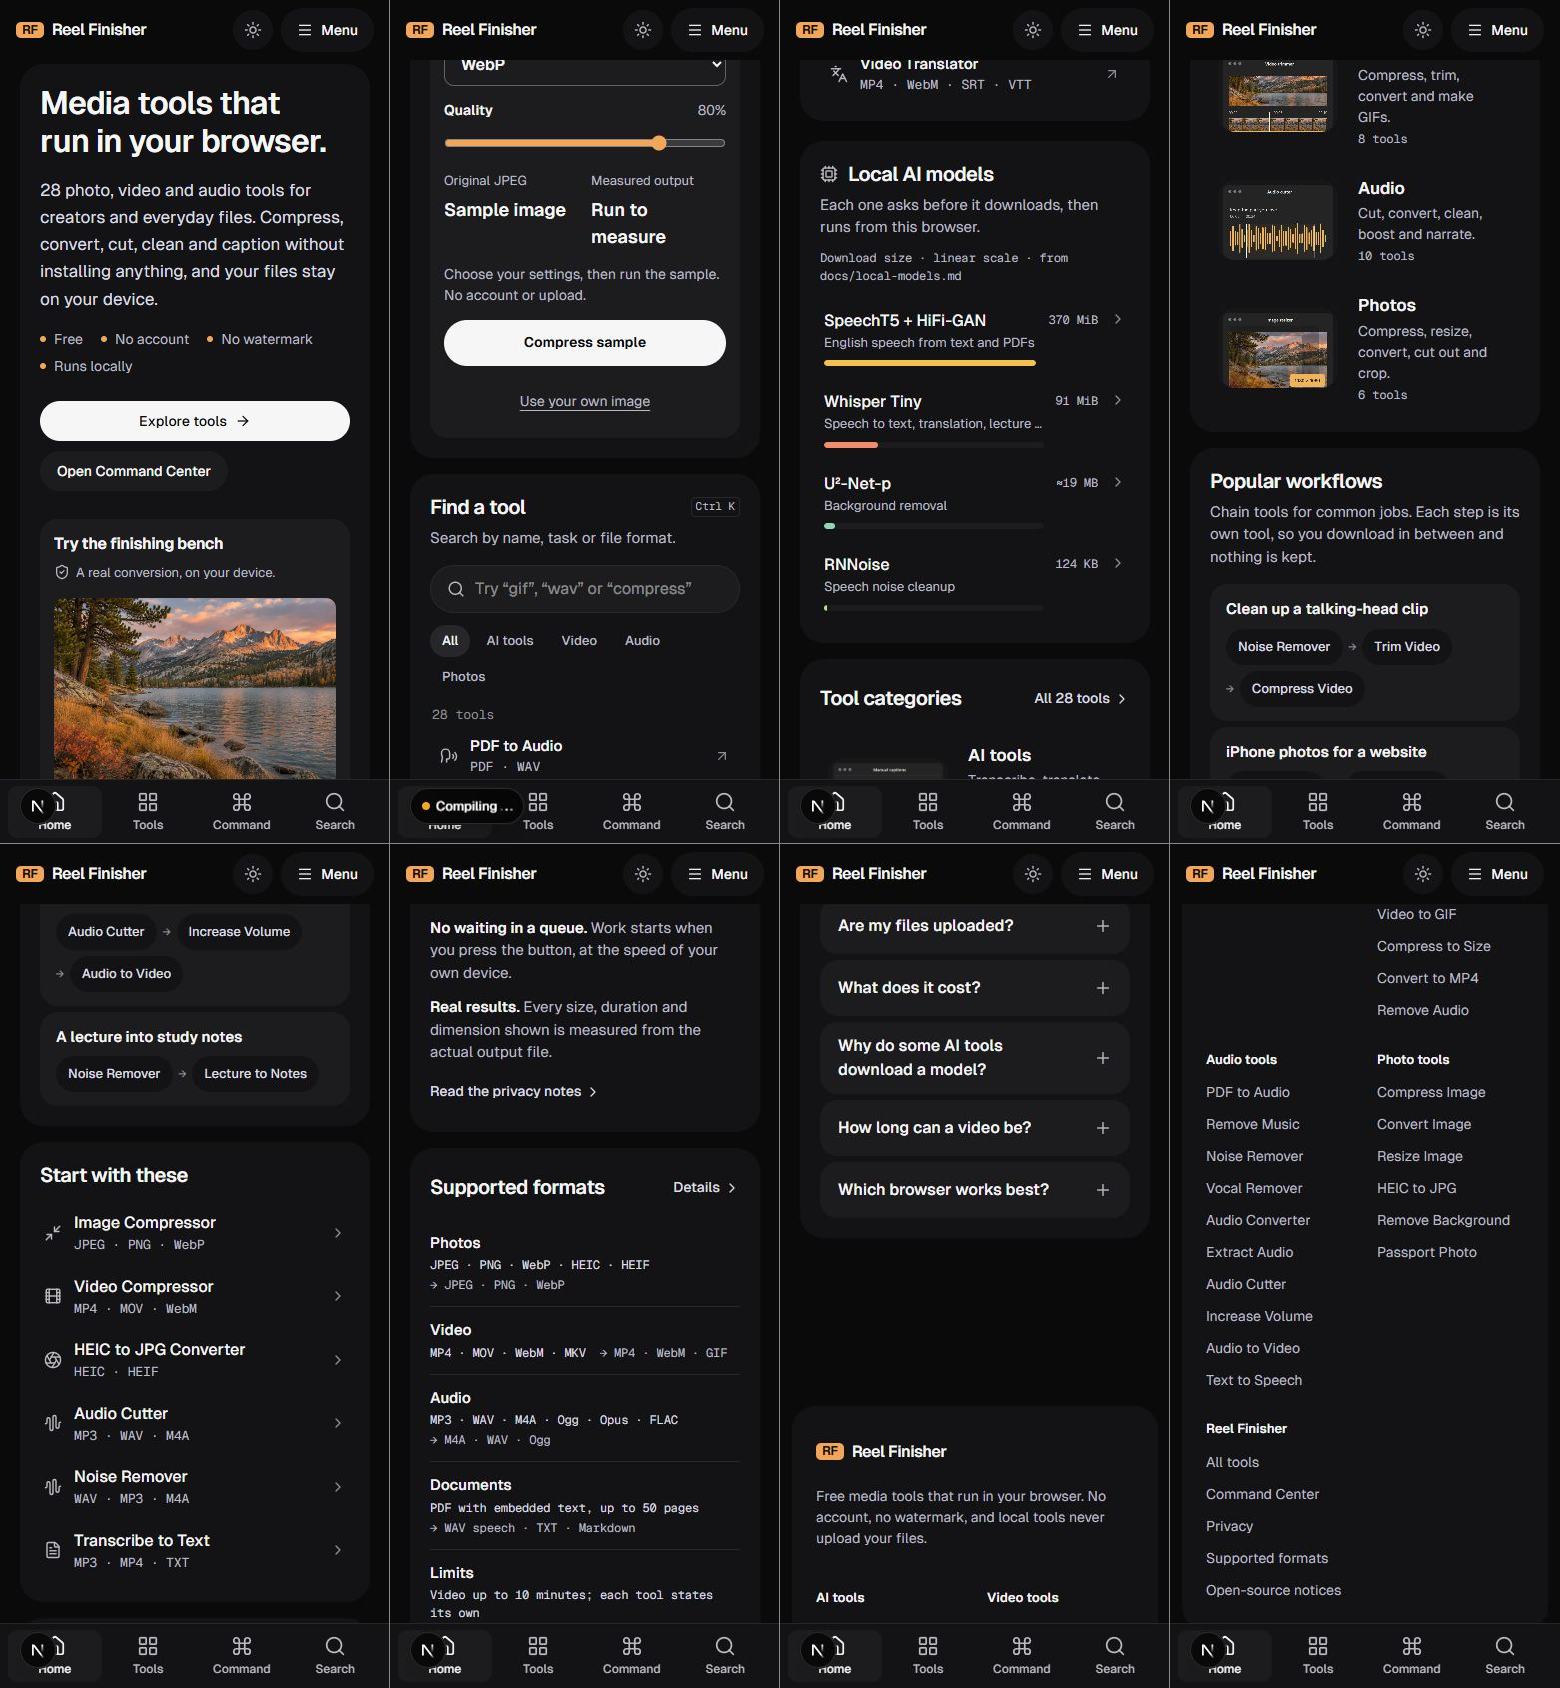 RF Reel Finisher
Menu
Media tools that
run in your browser.
28 photo, video and audio tools for
creators and everyday files. Compress,
convert, cut, clean and caption without
installing anything, and your files stay
on your device.
Free
No account
No watermark
Runs locally
Explore tools →
Open Command Center
Try the finishing bench
A real conversion, on your device.
N
Home
Tools
Command
Search
RF Reel Finisher
Menu
WebP
Quality
80%
Original JPEG
Measured output
Sample image
Run to
measure
Choose your settings, then run the sample.
No account or upload.
Compress sample
Use your own image
Find a tool
Ctrl K
Search by name, task or file format.
Try “gif”, “wav” or “compress”
All
AI tools
Video
Audio
Photos
28 tools
PDF to Audio
PDF · WAV
Compiling ...
Home
Tools
Command
Search
RF Reel Finisher
Menu
Video Translator
MP4 · WebM · SRT · VTT
Local AI models
Each one asks before it downloads, then
runs from this browser.
Download size · linear scale · from
docs/local-models.md
SpeechT5 + HiFi-GAN
370 MiB
English speech from text and PDFs
Whisper Tiny
91 MiB
Speech to text, translation, lecture …
U²-Net-p
≈19 MB
Background removal
RNNoise
124 KB
Speech noise cleanup
Tool categories
All 28 tools
Manual captions
AI tools
Transcribe, translate,
N
Home
Tools
Command
Search
RF Reel Finisher
Menu
Video trimmer
Compress, trim,
convert and make
GIFs.
8 tools
Audio cutter
Audio
Cut, convert, clean,
boost and narrate.
10 tools
Image resizer
Photos
Compress, resize,
convert, cut out and
crop.
6 tools
Popular workflows
Chain tools for common jobs. Each step is its
own tool, so you download in between and
nothing is kept.
Clean up a talking-head clip
Noise Remover → Trim Video
→ Compress Video
iPhone photos for a website
N
Home
Tools
Command
Search
RF Reel Finisher
Menu
Audio Cutter → Increase Volume
→ Audio to Video
A lecture into study notes
Noise Remover → Lecture to Notes
Start with these
Image Compressor
JPEG · PNG · WebP
Video Compressor
MP4 · MOV · WebM
HEIC to JPG Converter
HEIC · HEIF
Audio Cutter
MP3 · WAV · M4A
Noise Remover
WAV · MP3 · M4A
Transcribe to Text
MP3 · MP4 · TXT
N
Home
Tools
Command
Search
RF Reel Finisher
Menu
No waiting in a queue. Work starts when
you press the button, at the speed of your
own device.
Real results. Every size, duration and
dimension shown is measured from the
actual output file.
Read the privacy notes
Supported formats
Details
Photos
JPEG · PNG · WebP · HEIC · HEIF
→ JPEG · PNG · WebP
Video
MP4 · MOV · WebM · MKV → MP4 · WebM · GIF
Audio
MP3 · WAV · M4A · Ogg · Opus · FLAC
→ M4A · WAV · Ogg
Documents
PDF with embedded text, up to 50 pages
→ WAV speech · TXT · Markdown
Limits
Video up to 10 minutes; each tool states
its own
N
Home
Tools
Command
Search
RF Reel Finisher
Menu
Are my files uploaded?
What does it cost?
Why do some AI tools
download a model?
How long can a video be?
Which browser works best?
RF Reel Finisher
Free media tools that run in your browser. No
account, no watermark, and local tools never
upload your files.
AI tools
Video tools
N
Home
Tools
Command
Search
RF Reel Finisher
Menu
Video to GIF
Compress to Size
Convert to MP4
Remove Audio
Audio tools
PDF to Audio
Remove Music
Noise Remover
Vocal Remover
Audio Converter
Extract Audio
Audio Cutter
Increase Volume
Audio to Video
Text to Speech
Photo tools
Compress Image
Convert Image
Resize Image
HEIC to JPG
Remove Background
Passport Photo
Reel Finisher
All tools
Command Center
Privacy
Supported formats
Open-source notices
N
Home
Tools
Command
Search